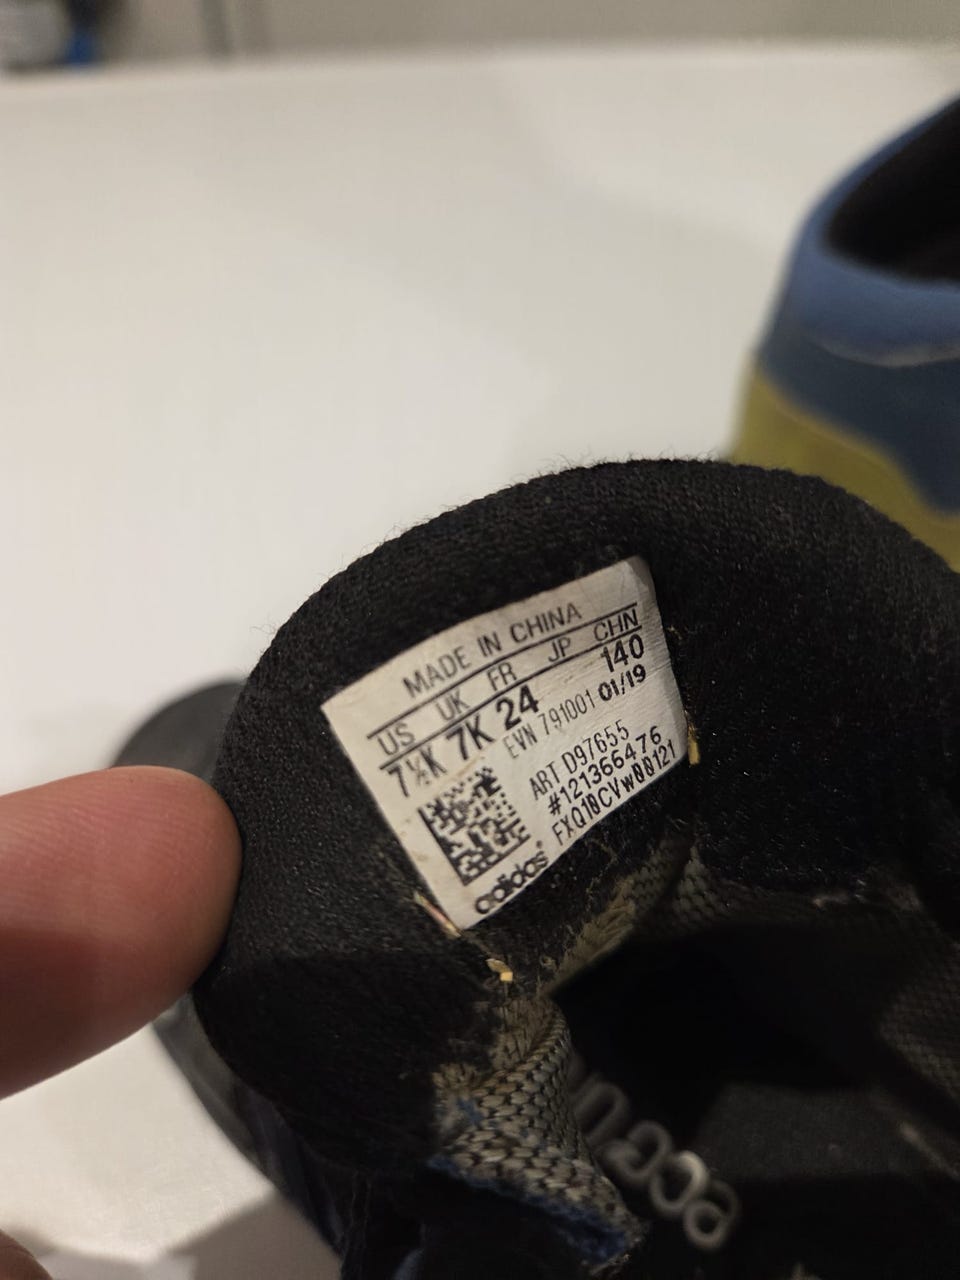 MADE IN CHINA
US UK FR JP CHN
7½K 7K 24 140
EVN 791001 01/19
ART D97655
#121366476
FXQ10CVW00121
adidas